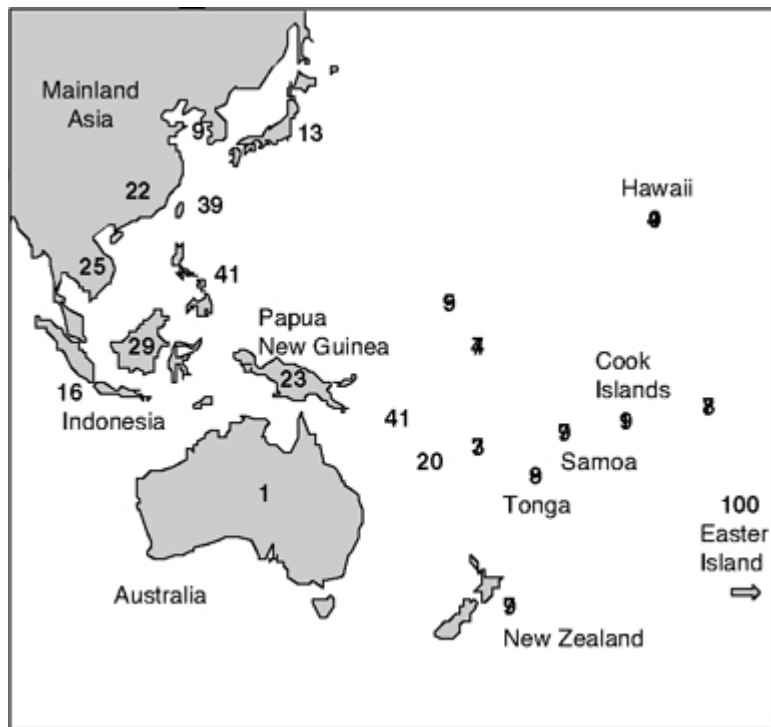 Mainland
Asia
9
13
22
39
Hawaii
25
41
Papua
New Guinea
29
23
Cook
Islands
16
Indonesia
41
20
Samoa
1
Tonga
100
Easter
Island
Australia
New Zealand